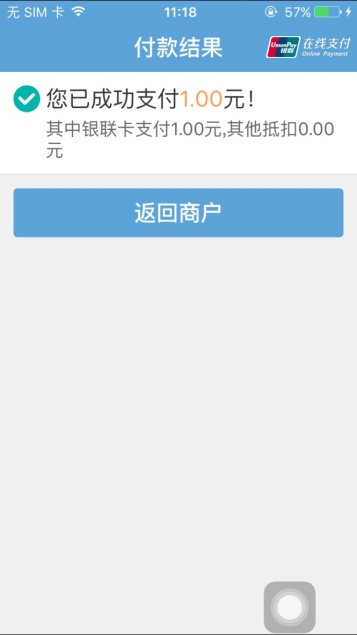 无 SIM 卡 11:18 57%
付款结果
UnionPay 银联 在线支付
Online Payment
您已成功支付1.00元!
其中银联卡支付1.00元,其他抵扣0.00
元
返回商户